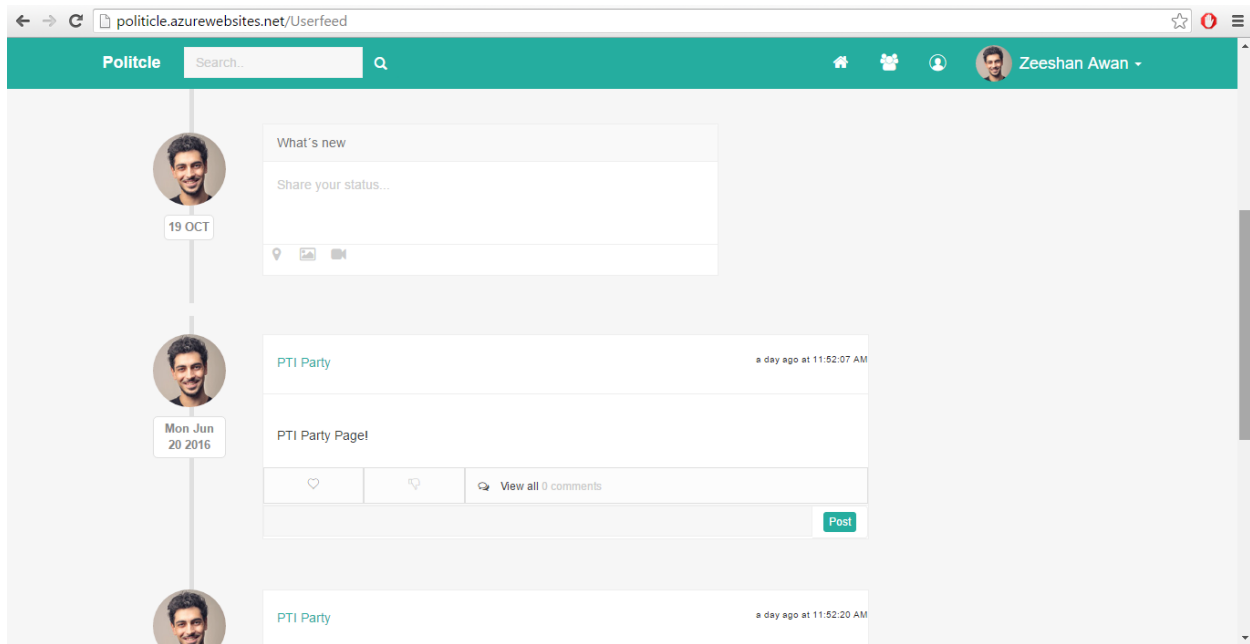 politicle.azurewebsites.net/Userfeed
Politcle
Search..
Zeeshan Awan
What´s new
Share your status...
19 OCT
PTI Party
a day ago at 11:52:07 AM
Mon Jun
20 2016
PTI Party Page!
View all 0 comments
Post
PTI Party
a day ago at 11:52:20 AM